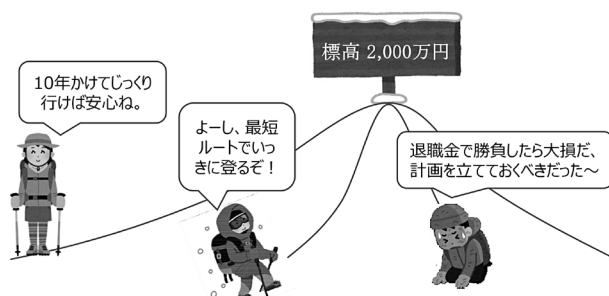 標高 2,000万円
10年かけてじっくり
行けば安心ね。
よーし、最短
ルートでいっ
きに登るぞ！
退職金で勝負したら大損だ、
計画を立てておくべきだった～